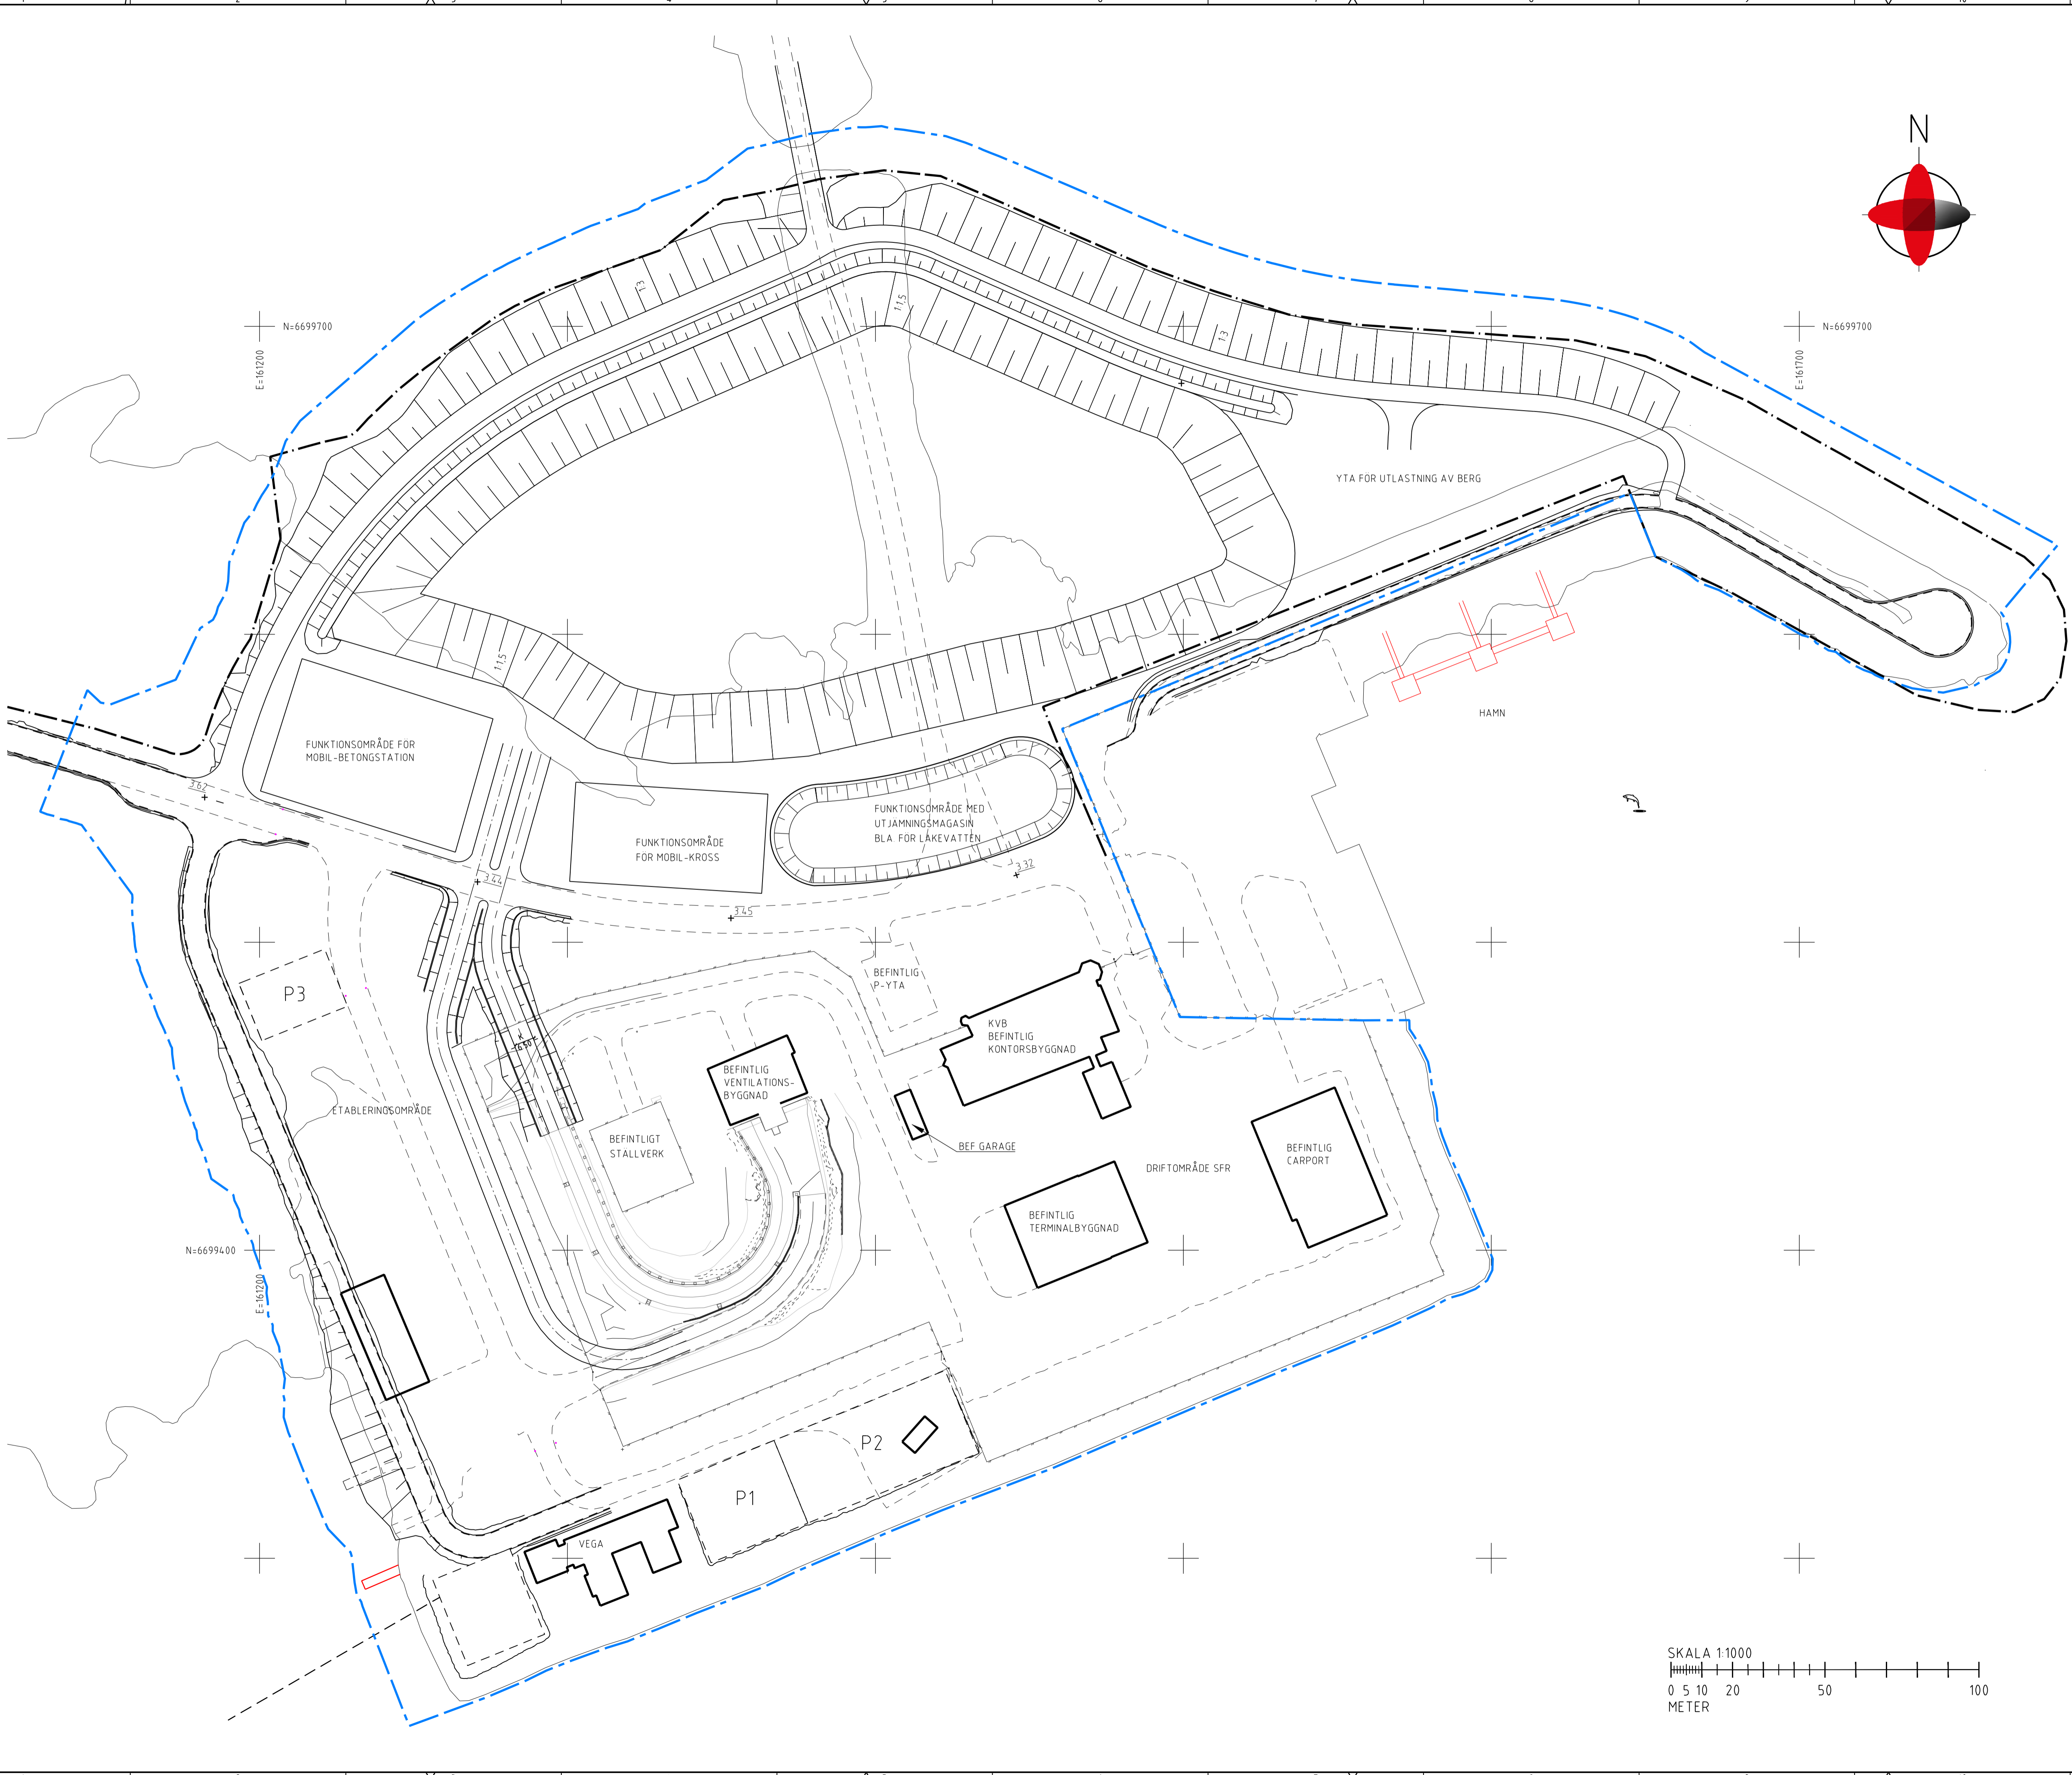 N
N=6699700
N=6699700
E=161200
E=161700
1:3
1:1,5
1:3
YTA FÖR UTLASTNING AV BERG
1:1,5
HAMN
FUNKTIONSOMRÅDE FÖR
MOBIL-BETONGSTATION
3.62
FUNKTIONSOMRÅDE MED
UTJÄMNINGSMAGASIN
BLA FÖR LAKEVATTEN
FUNKTIONSOMRÅDE
FÖR MOBIL-KROSS
3.32
3.44
3.45
BEFINTLIG
P-YTA
P3
KVB
BEFINTLIG
KONTORSBYGGNAD
BEFINTLIG
VENTILATIONS-
BYGGNAD
ETABLERINGSOMRÅDE
BEFINTLIGT
STÄLLVERK
BEF GARAGE
BEFINTLIG
CARPORT
DRIFTOMRÅDE SFR
BEFINTLIG
TERMINALBYGGNAD
N=6699400
E=161200
P2
P1
VEGA
SKALA 1:1000
0 5 10 20 50 100
METER